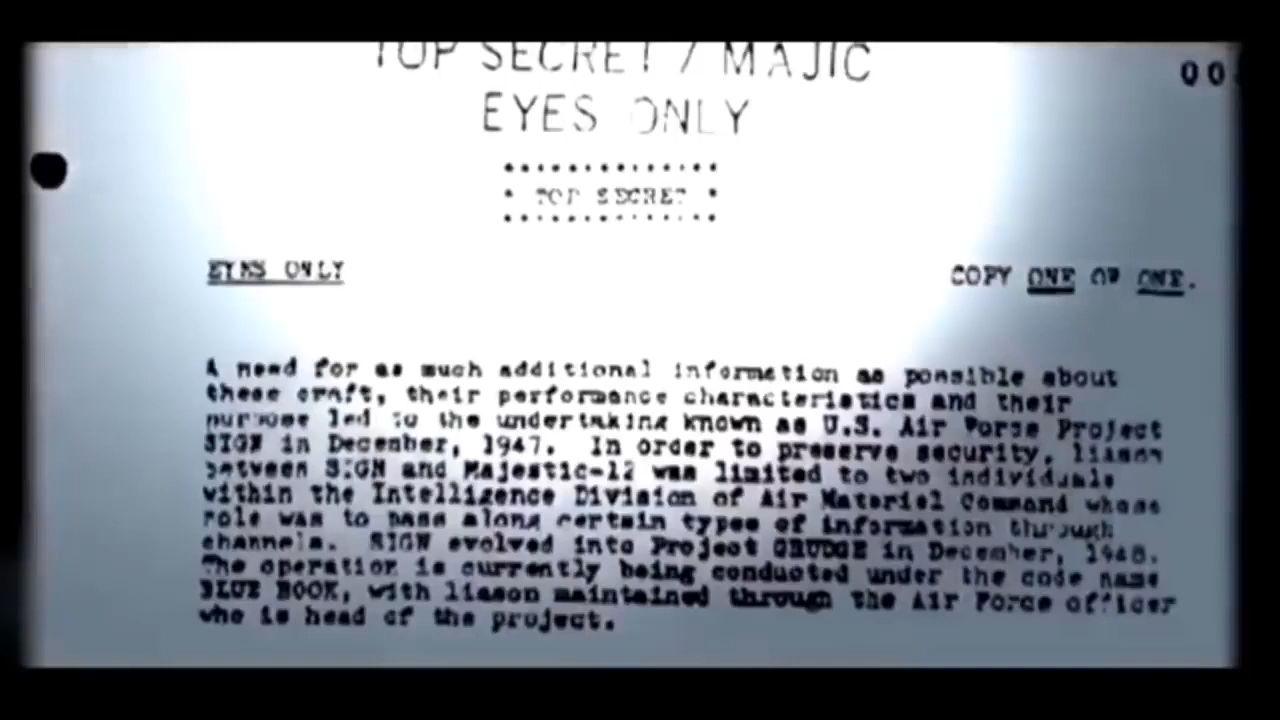 TOP SECRET / MAJIC
EYES ONLY
00
* TOP SECRET *
EYES ONLY
COPY ONE OF ONE.
A need for as much additional information as possible about
these craft, their performance characteristics and their
purpose led to the undertaking known as U.S. Air Force Project
SIGN in December, 1947. In order to preserve security, liason
between SIGN and Majestic-12 was limited to two individuals
within the Intelligence Division of Air Materiel Command whose
role was to pass along certain types of information through
channels. SIGN evolved into Project GRUDGE in December, 1948.
The operation is currently being conducted under the code name
BLUE BOOK, with liason maintained through the Air Force officer
who is head of the project.